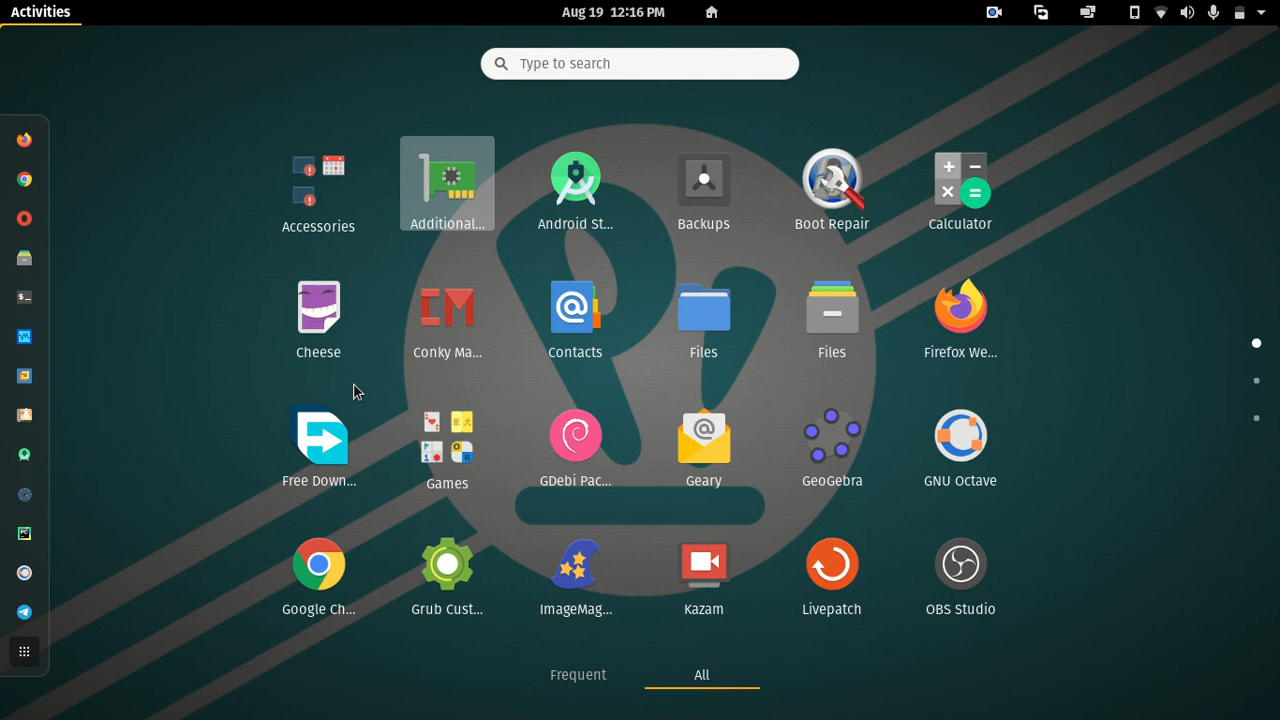 Activities
Aug 19 12:16 PM
Type to search
Accessories
Additional...
Android St...
Backups
Boot Repair
Calculator
Cheese
Conky Ma...
Contacts
Files
Files
Firefox We...
Free Down...
Games
GDebi Pac...
Geary
GeoGebra
GNU Octave
Google Ch...
Grub Cust...
ImageMag...
Kazam
Livepatch
OBS Studio
Frequent
All